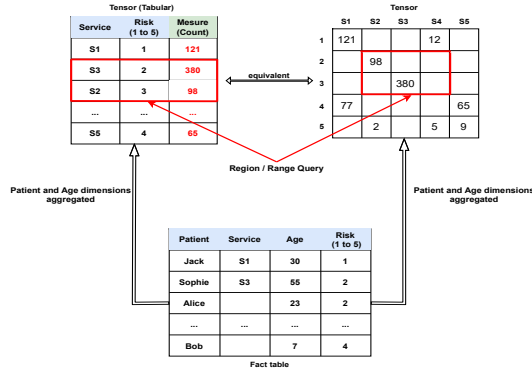 Tensor (Tabular)
Service Risk (1 to 5) Mesure (Count)
S1 1 121
S3 2 380
S2 3 98
... ... ...
S5 4 65
equivalent
Tensor
S1 S2 S3 S4 S5
1 121 12
2 98
3 380
4 77 65
5 2 5 9
Region / Range Query
Patient and Age dimensions
aggregated
Patient and Age dimensions
aggregated
Patient Service Age Risk (1 to 5)
Jack S1 30 1
Sophie S3 55 2
Alice 23 2
... ... ...
Bob 7 4
Fact table